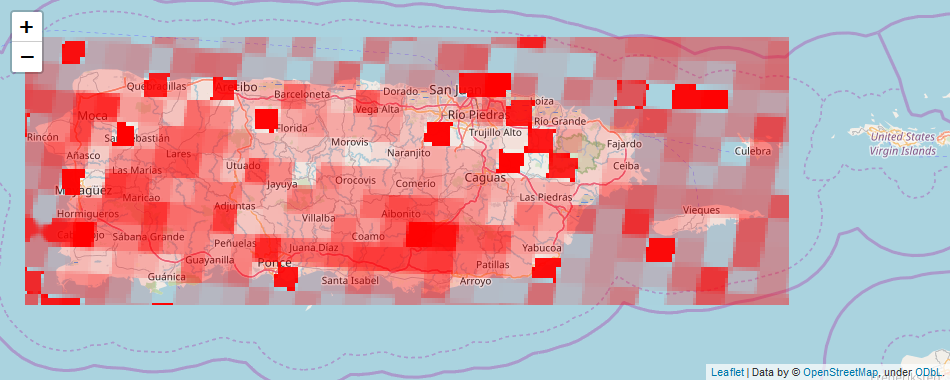 +
−
Quebradillas
Arecibo
Barceloneta
Dorado
San Juan
Loiza
Moca
Vega Alta
Río Piedras
Río Grande
Florida
Trujillo Alto
Rincón
San Sebastián
Morovis
Fajardo
United States
Virgin Islands
Añasco
Lares
Naranjito
Culebra
Las Marías
Utuado
Ceiba
Mayagüez
Jayuya
Orocovis
Comerío
Caguas
Maricao
Las Piedras
Hormigueros
Adjuntas
Villalba
Aibonito
Vieques
Cabo Rojo
Sábana Grande
Peñuelas
Juana Díaz
Coamo
Yabucoa
Guayanilla
Ponce
Patillas
Guánica
Santa Isabel
Arroyo
Leaflet | Data by © OpenStreetMap, under ODbL.